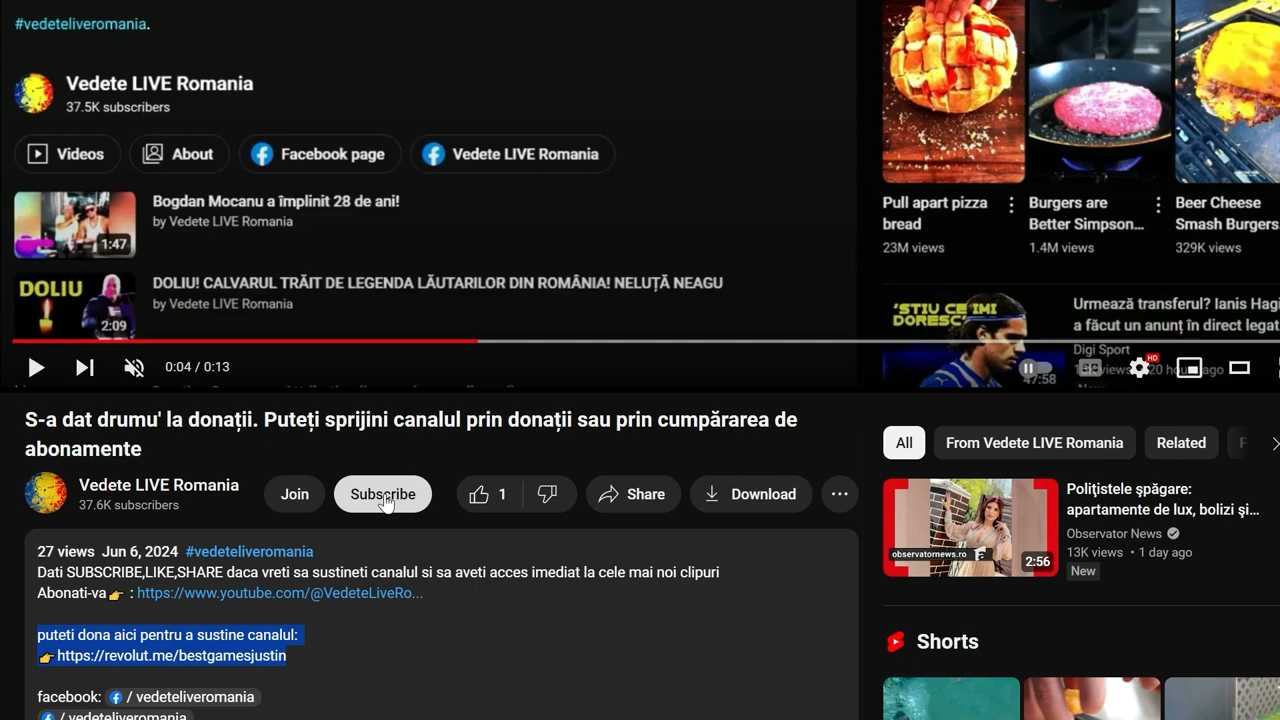 #vedeteliveromania.
Vedete LIVE Romania
37.5K subscribers
Videos
About
Facebook page
Vedete LIVE Romania
Bogdan Mocanu a împlinit 28 de ani!
by Vedete LIVE Romania
1:47
DOLIU! CALVARUL TRĂIT DE LEGENDA LĂUTARILOR DIN ROMÂNIA! NELUȚĂ NEAGU
by Vedete LIVE Romania
DOLIU
2:09
0:04 / 0:13
HD
Pull apart pizza
bread
23M views
Burgers are
Better Simpson...
1.4M views
Beer Cheese
Smash Burgers
329K views
'STIU CE IMI
DORESC'
47:58
Urmează transferul? Ianis Hagi
a făcut un anunț în direct legat
Digi Sport
S-a dat drumu' la donații. Puteți sprijini canalul prin donații sau prin cumpărarea de
abonamente
Vedete LIVE Romania
37.6K subscribers
Join
Subscribe
1
Share
Download
27 views Jun 6, 2024 #vedeteliveromania
Dati SUBSCRIBE,LIKE,SHARE daca vreti sa sustineti canalul si sa aveti acces imediat la cele mai noi clipuri
Abonati-va👉 : https://www.youtube.com/@VedeteLiveRo...
puteti dona aici pentru a sustine canalul:
👉https://revolut.me/bestgamesjustin
facebook: / vedeteliveromania
/ vedeteliveromania
All
From Vedete LIVE Romania
Related
Polițistele șpăgare:
apartamente de lux, bolizi și...
Observator News
13K views • 1 day ago
New
observatornews.ro
2:56
Shorts